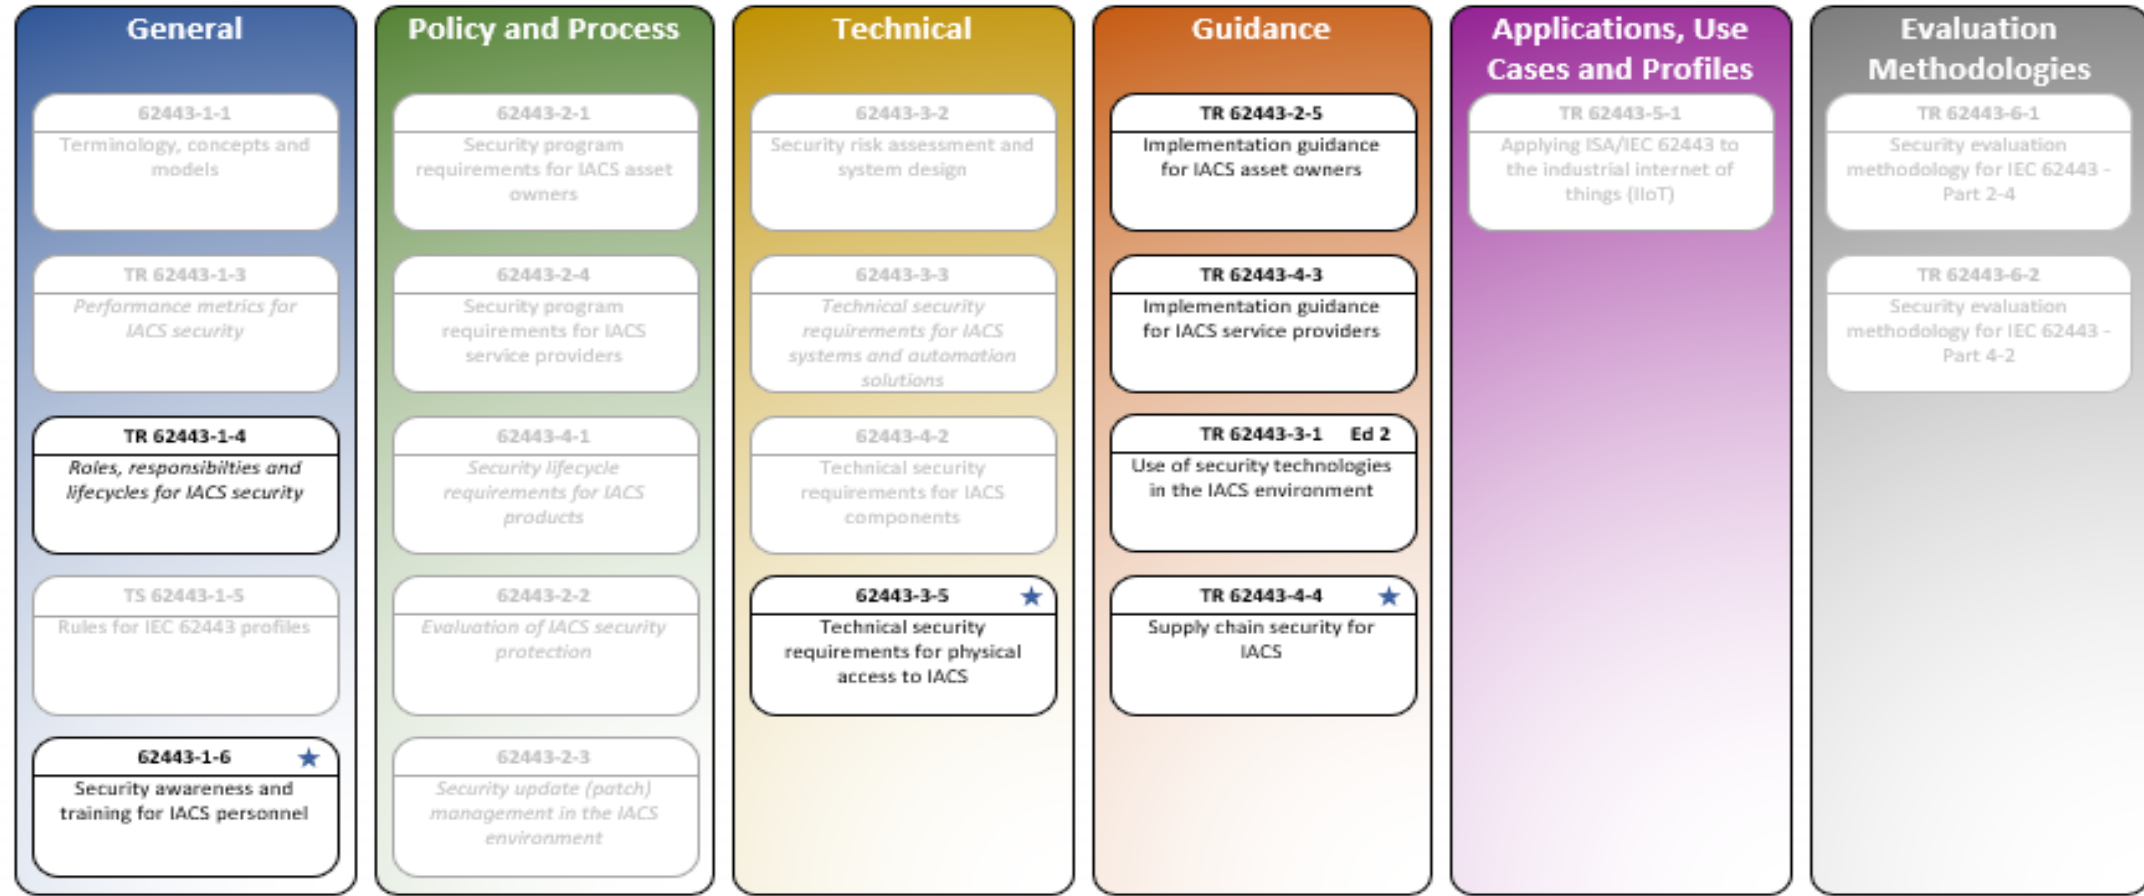 General
62443-1-1
Terminology, concepts and
models
TR 62443-1-3
Performance metrics for
IACS security
TR 62443-1-4
Roles, responsibilties and
lifecycles for IACS security
TS 62443-1-5
Rules for IEC 62443 profiles
62443-1-6 ★
Security awareness and
training for IACS personnel
Policy and Process
62443-2-1
Security program
requirements for IACS asset
owners
62443-2-4
Security program
requirements for IACS
service providers
62443-4-1
Security lifecycle
requirements for IACS
products
62443-2-2
Evaluation of IACS security
protection
62443-2-3
Security update (patch)
management in the IACS
environment
Technical
62443-3-2
Security risk assessment and
system design
62443-3-3
Technical security
requirements for IACS
systems and automation
solutions
62443-4-2
Technical security
requirements for IACS
components
62443-3-5 ★
Technical security
requirements for physical
access to IACS
Guidance
TR 62443-2-5
Implementation guidance
for IACS asset owners
TR 62443-4-3
Implementation guidance
for IACS service providers
TR 62443-3-1 Ed 2
Use of security technologies
in the IACS environment
TR 62443-4-4 ★
Supply chain security for
IACS
Applications, Use
Cases and Profiles
TR 62443-5-1
Applying ISA/IEC 62443 to
the industrial internet of
things (IIoT)
Evaluation
Methodologies
TR 62443-6-1
Security evaluation
methodology for IEC 62443 -
Part 2-4
TR 62443-6-2
Security evaluation
methodology for IEC 62443 -
Part 4-2